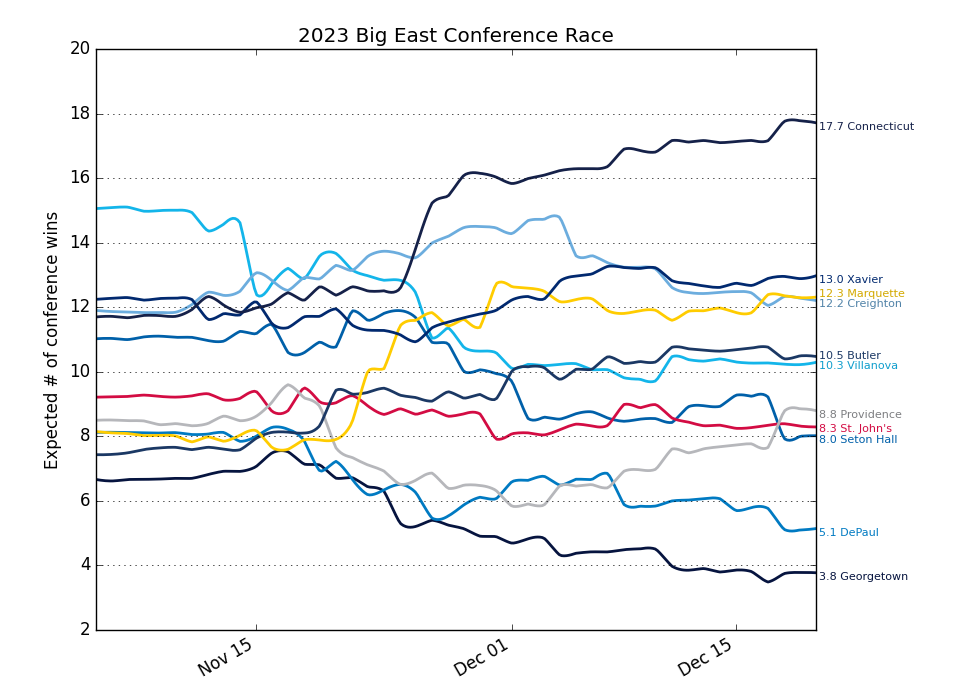 2023 Big East Conference Race
Expected # of conference wins
20
18
16
14
12
10
8
6
4
2
Nov 15
Dec 01
Dec 15
17.7 Connecticut
13.0 Xavier
12.3 Marquette
12.2 Creighton
10.5 Butler
10.3 Villanova
8.8 Providence
8.3 St. John's
8.0 Seton Hall
5.1 DePaul
3.8 Georgetown